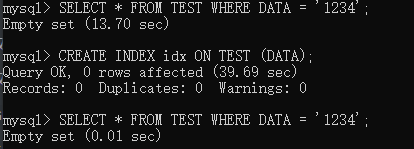 mysql> SELECT * FROM TEST WHERE DATA = '1234';
Empty set (13.70 sec)
mysql> CREATE INDEX idx ON TEST (DATA);
Query OK, 0 rows affected (39.69 sec)
Records: 0  Duplicates: 0  Warnings: 0
mysql> SELECT * FROM TEST WHERE DATA = '1234';
Empty set (0.01 sec)